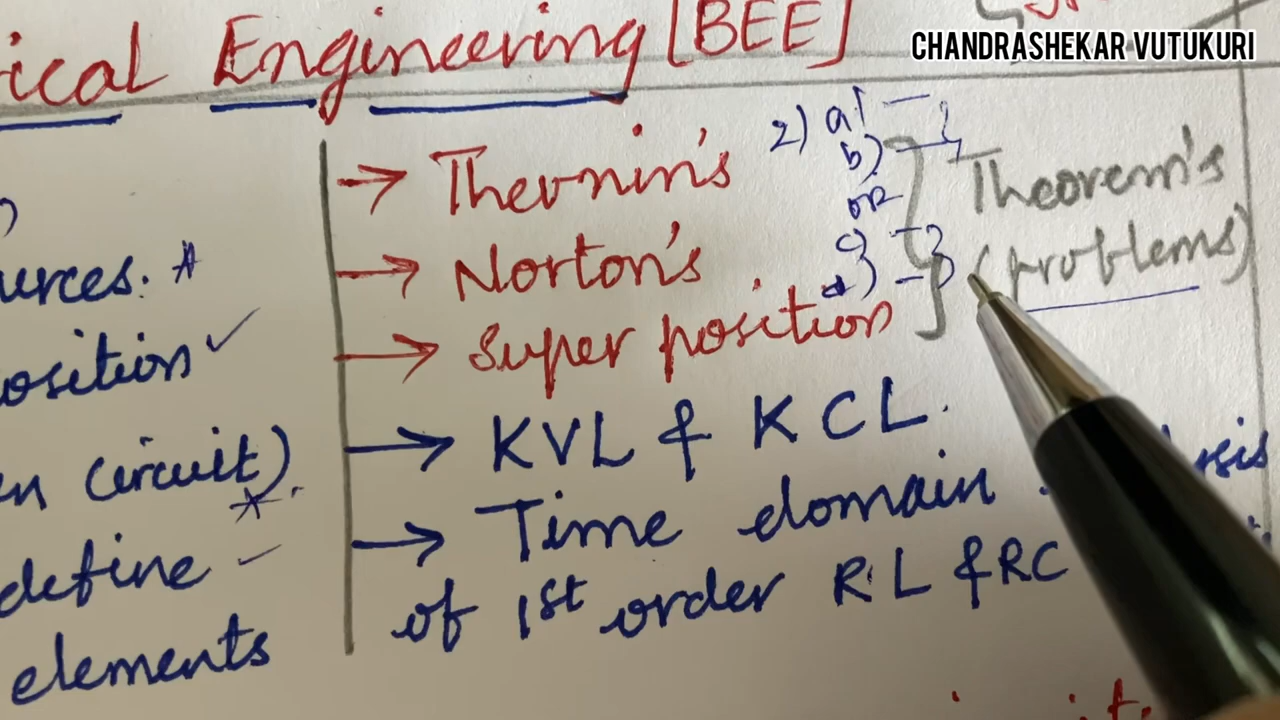 ical Engineering [BEE]
CHANDRASHEKAR VUTUKURI
urces.
osition
en circuit)
define
elements
→ Thevnin's
→ Norton's
→ Super position
2) a)
b)
OR
c)
d)
Theorem's
(problems)
→ KVL & KCL.
→ Time domain
of 1st order RL & RC